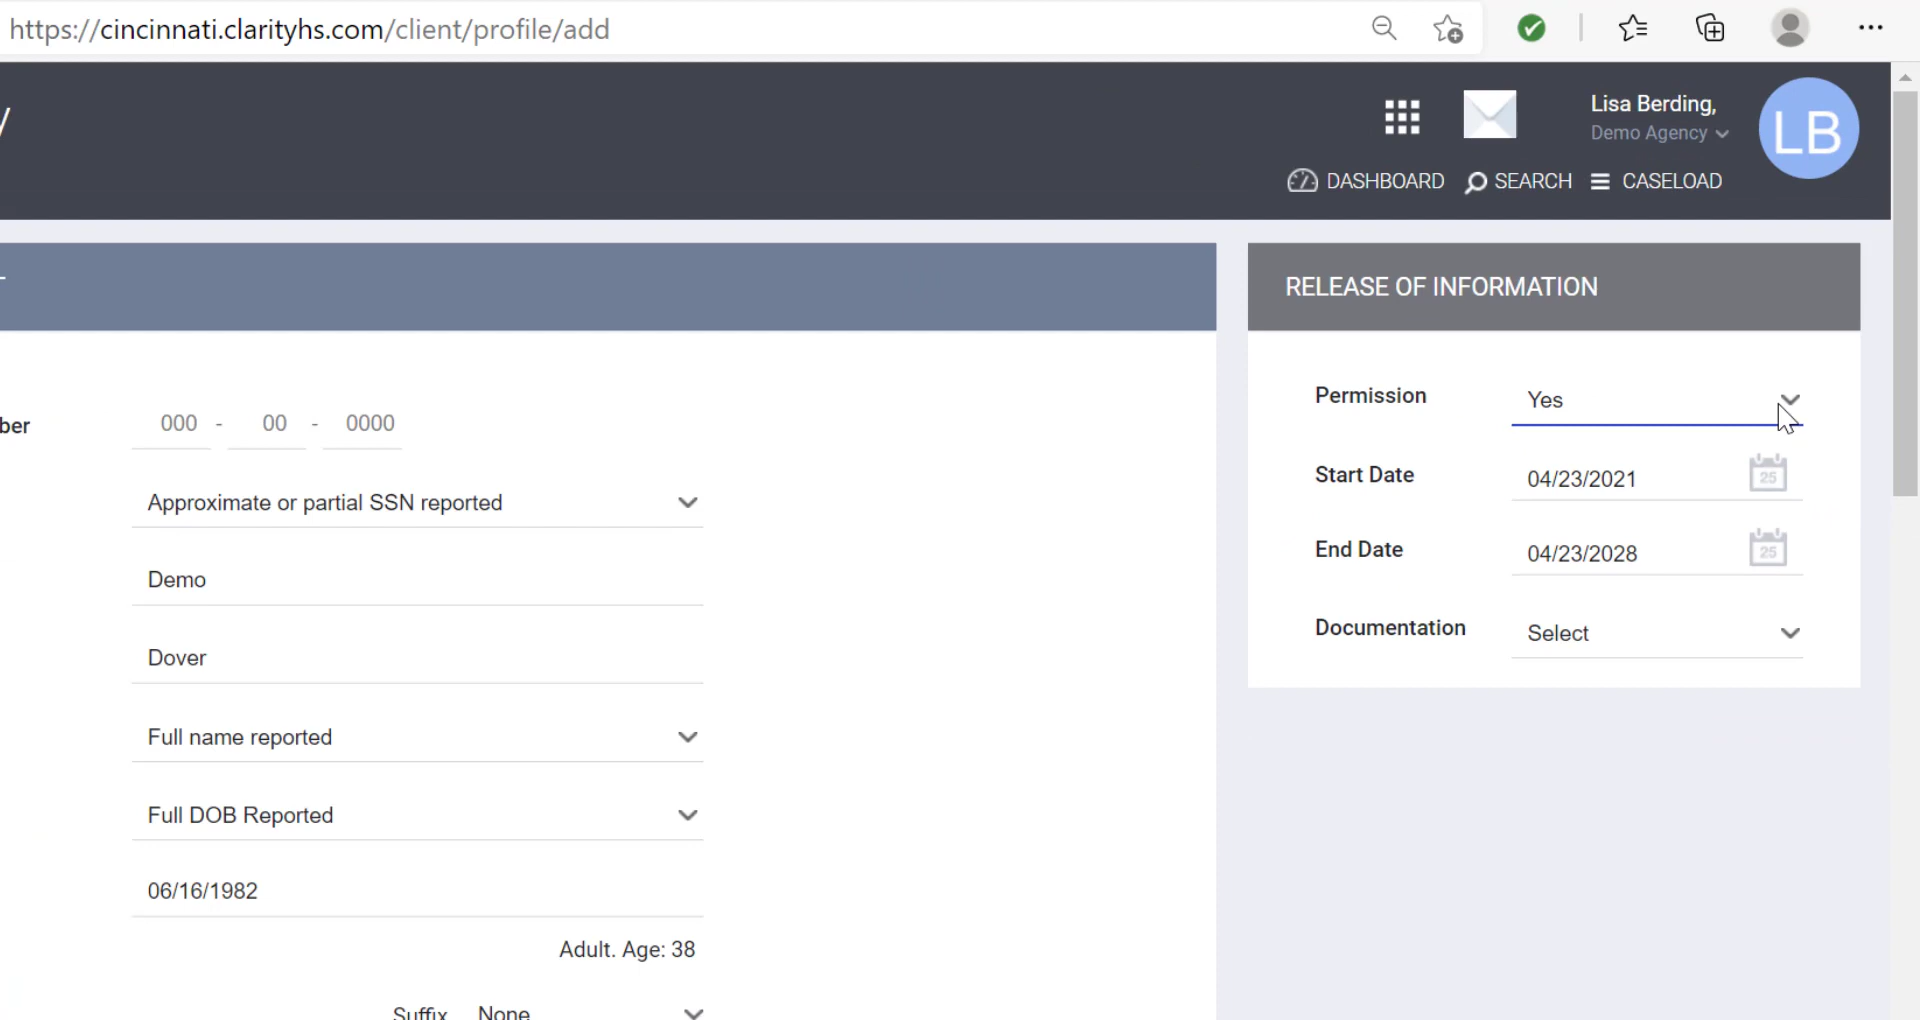 https://cincinnati.clarityhs.com/client/profile/add
Lisa Berding,
Demo Agency
LB
DASHBOARD SEARCH CASELOAD
RELEASE OF INFORMATION
Permission Yes
Start Date 04/23/2021 25
End Date 04/23/2028 25
Documentation Select
ber 000 - 00 - 0000
Approximate or partial SSN reported
Demo
Dover
Full name reported
Full DOB Reported
06/16/1982
Adult. Age: 38
Suffix None